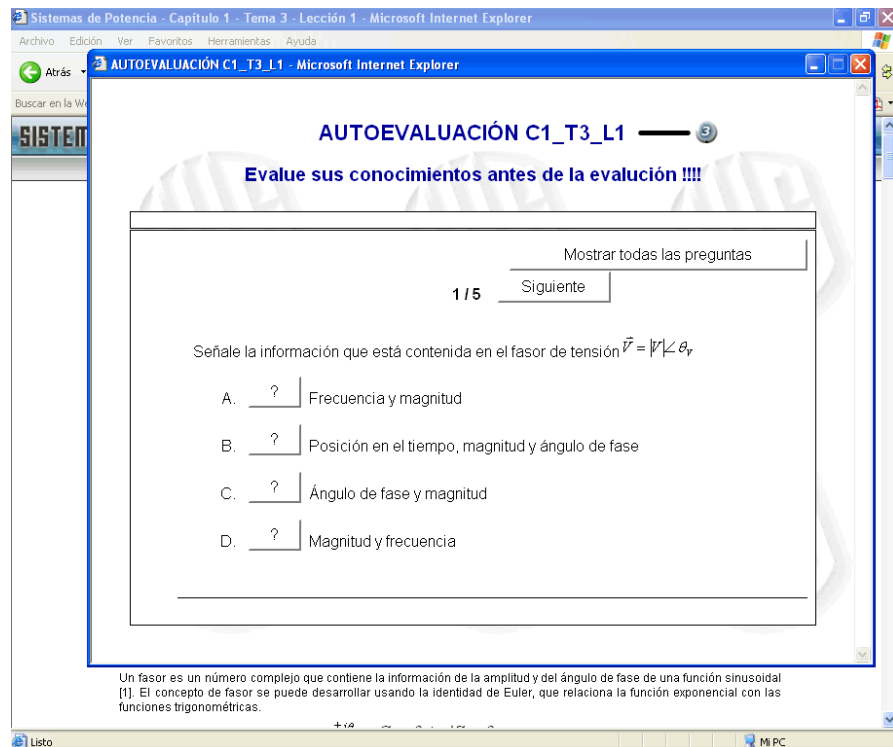 Sistemas de Potencia - Capítulo 1 - Tema 3 - Lección 1 - Microsoft Internet Explorer
Archivo Edición Ver Favoritos Herramientas Ayuda
Atrás
AUTOEVALUACIÓN C1_T3_L1 - Microsoft Internet Explorer
Buscar en la We
SISTEM
AUTOEVALUACIÓN C1_T3_L1 3
Evalue sus conocimientos antes de la evalución !!!!
Mostrar todas las preguntas
1 / 5 Siguiente
Señale la información que está contenida en el fasor de tensión V⃗ = |V|∠θᵥ
A. ? Frecuencia y magnitud
B. ? Posición en el tiempo, magnitud y ángulo de fase
C. ? Ángulo de fase y magnitud
D. ? Magnitud y frecuencia
Un fasor es un número complejo que contiene la información de la amplitud y del ángulo de fase de una función sinusoidal
[1]. El concepto de fasor se puede desarrollar usando la identidad de Euler, que relaciona la función exponencial con las
funciones trigonométricas.
Listo
Mi PC